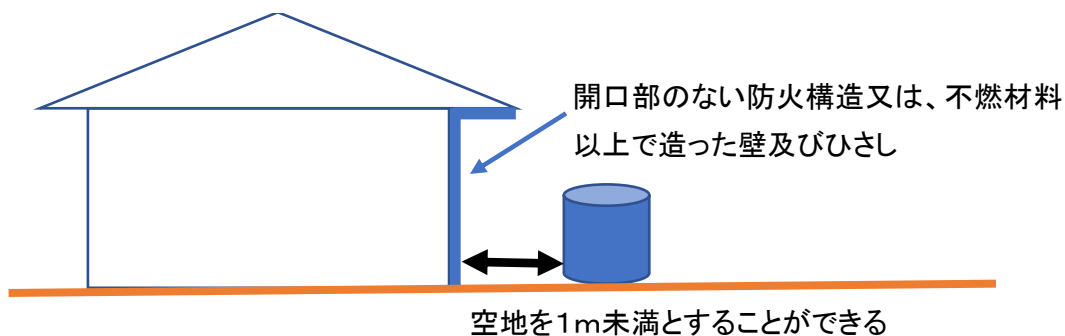 開口部のない防火構造又は、不燃材料
以上で造った壁及びひさし
空地を1m未満とすることができる